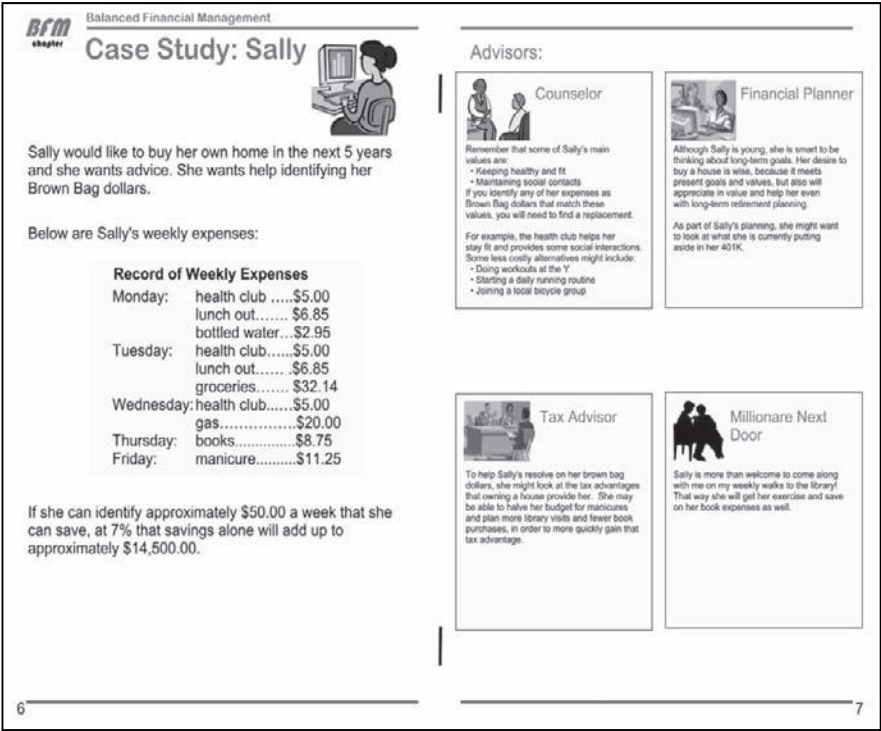 BFM
chapter
Balanced Financial Management
Case Study: Sally
Sally would like to buy her own home in the next 5 years
and she wants advice. She wants help identifying her
Brown Bag dollars.
Below are Sally's weekly expenses:
Record of Weekly Expenses
Monday: health club .....$5.00
lunch out....... $6.85
bottled water...$2.95
Tuesday: health club......$5.00
lunch out...... .$6.85
groceries....... $32.14
Wednesday: health club......$5.00
gas................$20.00
Thursday: books...............$8.75
Friday: manicure..........$11.25
If she can identify approximately $50.00 a week that she
can save, at 7% that savings alone will add up to
approximately $14,500.00.
6
Advisors:
Counselor
Remember that some of Sally's main
values are:
• Keeping healthy and fit
• Maintaining social contacts
If you identify any of her expenses as
Brown Bag dollars that match these
values, you will need to find a replacement.
For example, the health club helps her
stay fit and provides some social interactions.
Some less costly alternatives might include:
• Doing workouts at the Y
• Starting a daily running routine
• Joining a local bicycle group
Financial Planner
Although Sally is young, she is smart to be
thinking about long-term goals. Her desire to
buy a house is wise, because it meets
present goals and values, but also will
appreciate in value and help her even
with long-term retirement planning.
As part of Sally's planning, she might want
to look at what she is currently putting
aside in her 401K.
Tax Advisor
To help Sally's resolve on her brown bag
dollars, she might look at the tax advantages
that owning a house provide her. She may
be able to halve her budget for manicures
and plan more library visits and fewer book
purchases, in order to more quickly gain that
tax advantage.
Millionare Next
Door
Sally is more than welcome to come along
with me on my weekly walks to the library!
That way she will get her exercise and save
on her book expenses as well.
7